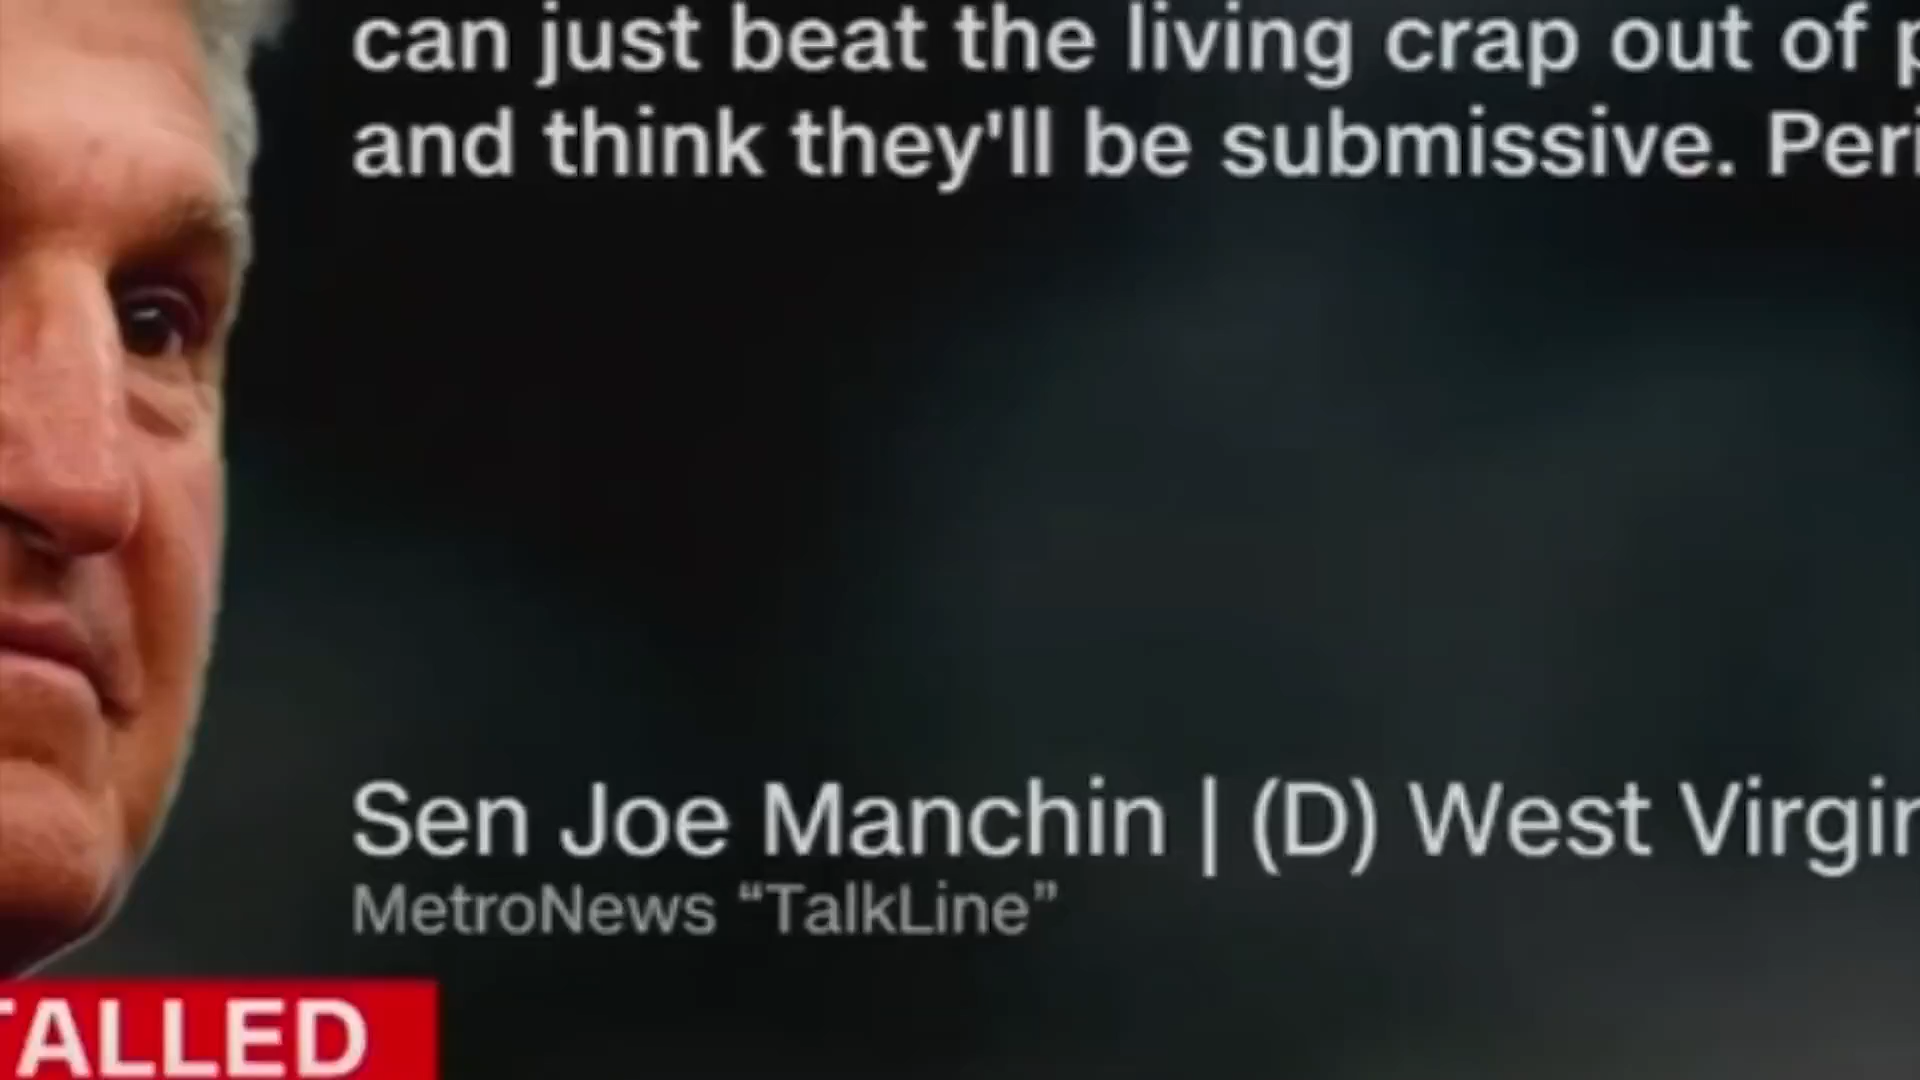 can just beat the living crap out of
and think they'll be submissive.
Sen Joe Manchin | (D) West
MetroNews “TalkLine”